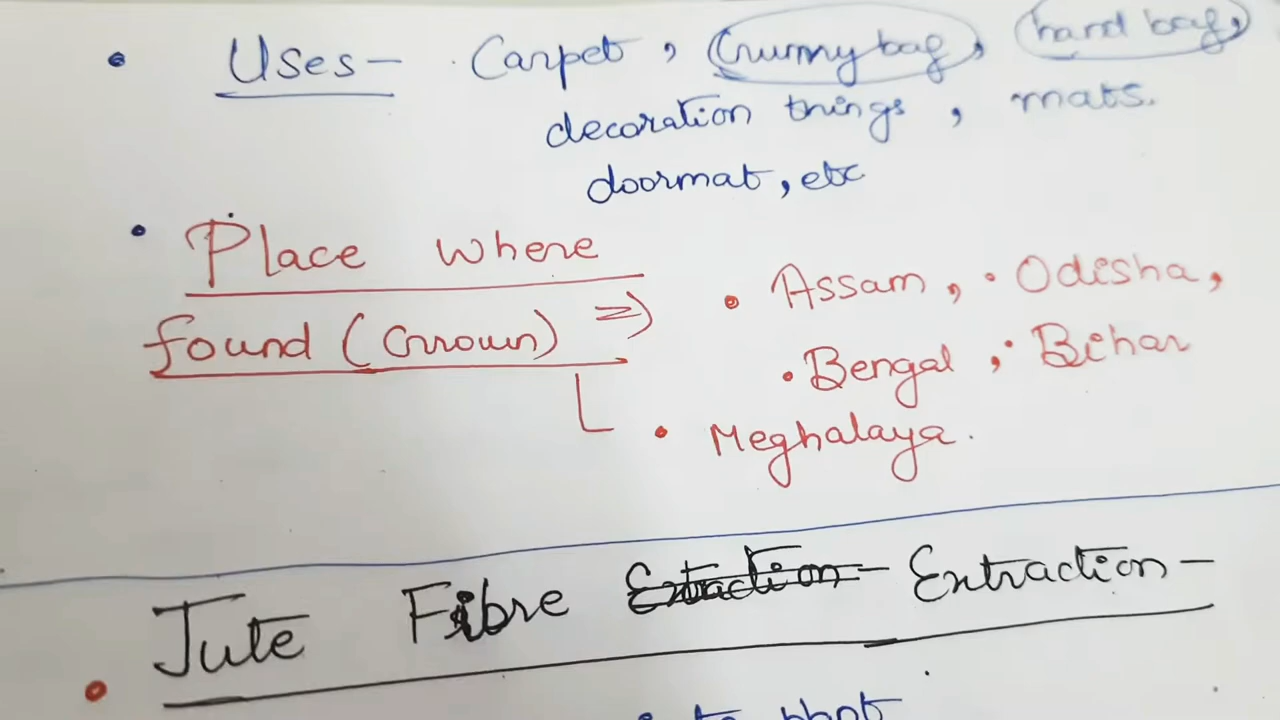 • Uses - Carpet, Gunny bag, hand bag,
decoration things, mats.
doormat, etc
• Place where
found (Grown) => • Assam, • Odisha,
• Bengal, • Bihar
• Meghalaya.
• Jute Fibre Extraction - Extraction -